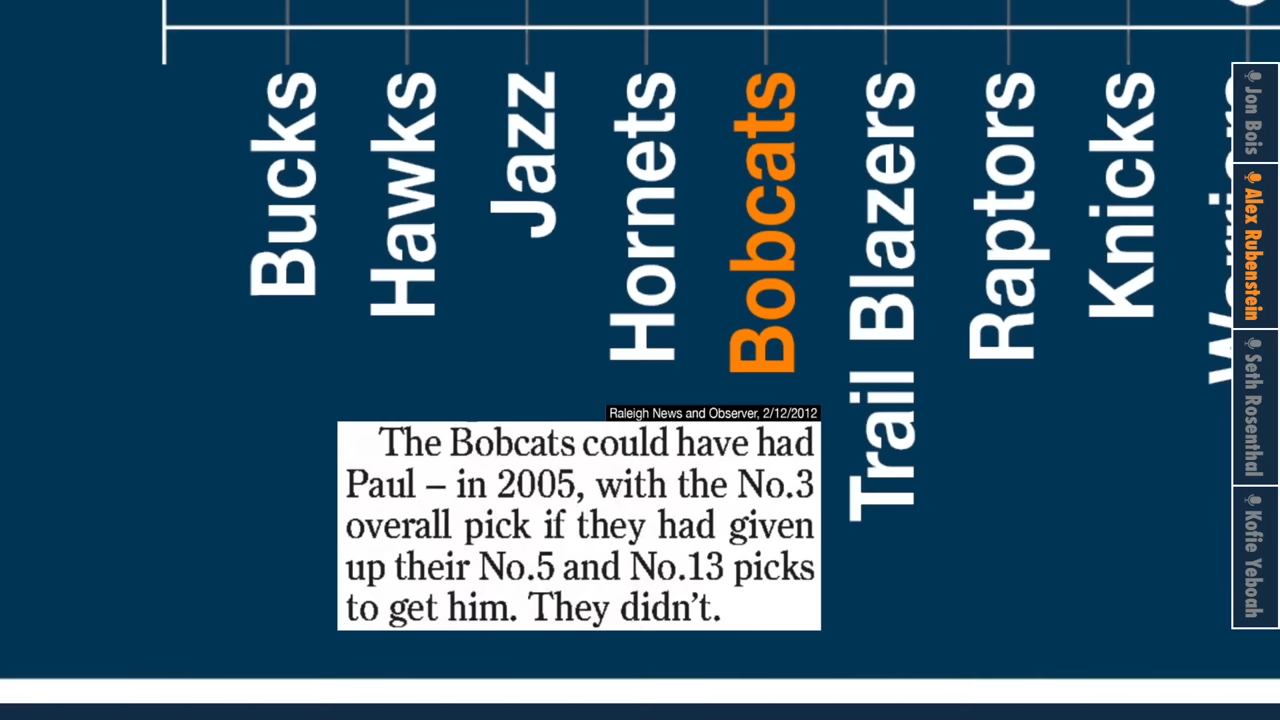 Bucks
Hawks
Jazz
Hornets
Bobcats
Trail Blazers
Raptors
Knicks
Raleigh News and Observer, 2/12/2012
The Bobcats could have had
Paul – in 2005, with the No.3
overall pick if they had given
up their No.5 and No.13 picks
to get him. They didn't.
Jon Bois
Alex Rubenstein
Seth Rosenthal
Kofie Yeboah